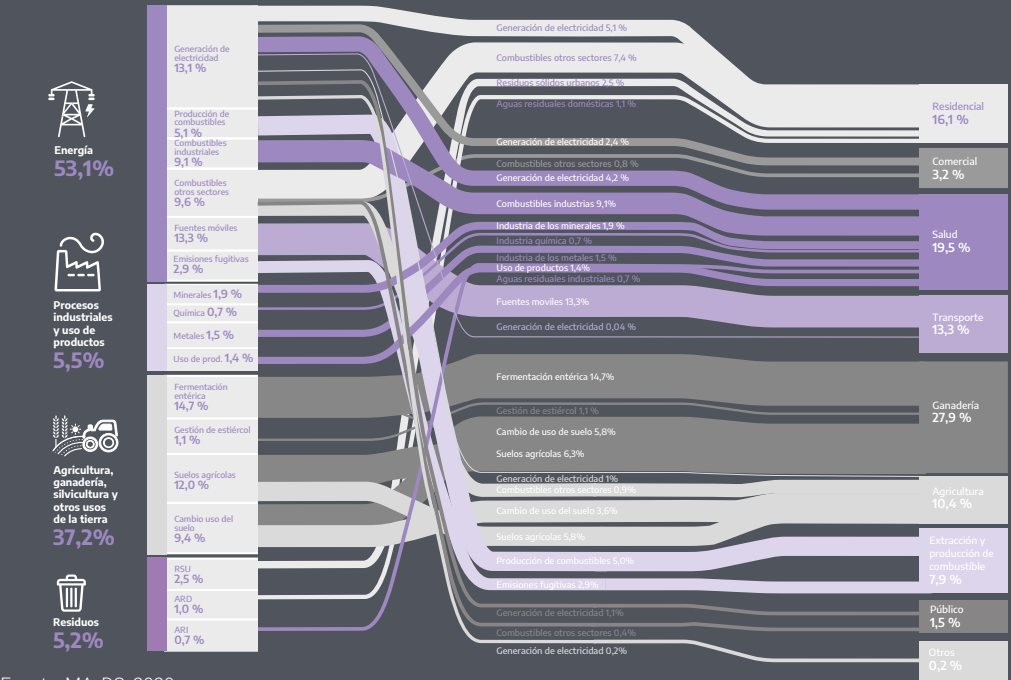 Energía
53,1%
Procesos
industriales
y uso de
productos
5,5%
Agricultura,
ganadería,
silvicultura y
otros usos
de la tierra
37,2%
Residuos
5,2%
Generación de
electricidad
13,1 %
Producción de
combustibles
5,1 %
Combustibles
industriales
9,1 %
Combustibles
otros sectores
9,6 %
Fuentes móviles
13,3 %
Emisiones fugitivas
2,9 %
Minerales 1,9 %
Química 0,7 %
Metales 1,5 %
Uso de prod. 1,4 %
Fermentación
entérica
14,7 %
Gestión de estiércol
1,1 %
Suelos agrícolas
12,0 %
Cambio uso del
suelo
9,4 %
RSU
2,5 %
ARD
1,0 %
ARI
0,7 %
Generación de electricidad 5,1 %
Combustibles otros sectores 7,4 %
Residuos sólidos urbanos 2,5 %
Aguas residuales domésticas 1,1 %
Generación de electricidad 2,4 %
Combustibles otros sectores 0,8 %
Generación de electricidad 4,2 %
Combustibles industrias 9,1%
Industria de los minerales 1,9 %
Industria química 0,7 %
Industria de los metales 1,5 %
Uso de productos 1,4%
Aguas residuales industriales 0,7 %
Fuentes moviles 13,3%
Generación de electricidad 0,04 %
Fermentación entérica 14,7%
Gestión de estiércol 1,1 %
Cambio de uso de suelo 5,8%
Suelos agrícolas 6,3%
Generación de electricidad 1%
Combustibles otros sectores 0,9%
Cambio de uso del suelo 3,6%
Suelos agrícolas 5,8%
Producción de combustibles 5,0%
Emisiones fugitivas 2,9%
Generación de electricidad 1,1%
Combustibles otros sectores 0,4%
Generación de electricidad 0,2%
Residencial
16,1 %
Comercial
3,2 %
Salud
19,5 %
Transporte
13,3 %
Ganadería
27,9 %
Agricultura
10,4 %
Extracción y
producción de
combustible
7,9 %
Público
1,5 %
Otros
0,2 %